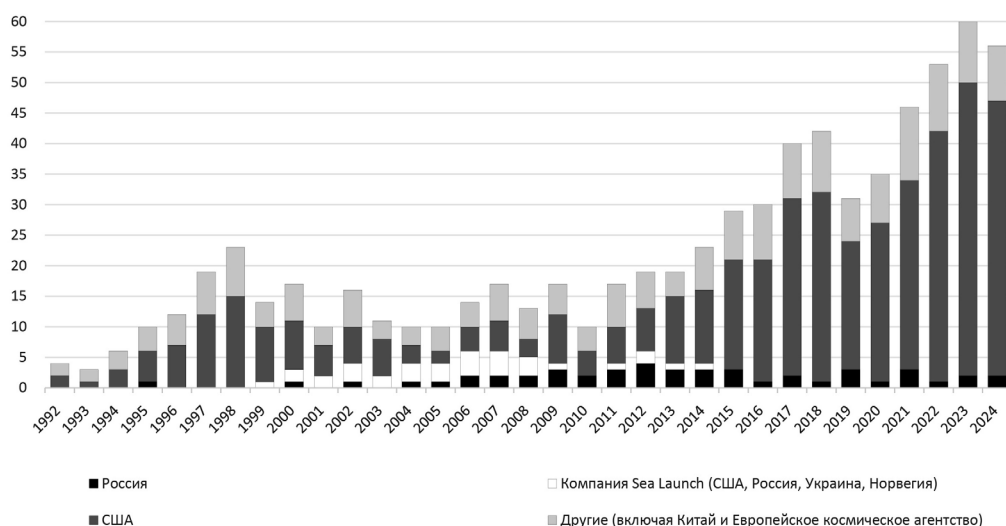 60
55
50
45
40
35
30
25
20
15
10
5
0
1992 1993 1994 1995 1996 1997 1998 1999 2000 2001 2002 2003 2004 2005 2006 2007 2008 2009 2010 2011 2012 2013 2014 2015 2016 2017 2018 2019 2020 2021 2022 2023 2024
Россия
Компания Sea Launch (США, Россия, Украина, Норвегия)
США
Другие (включая Китай и Европейское космическое агентство)